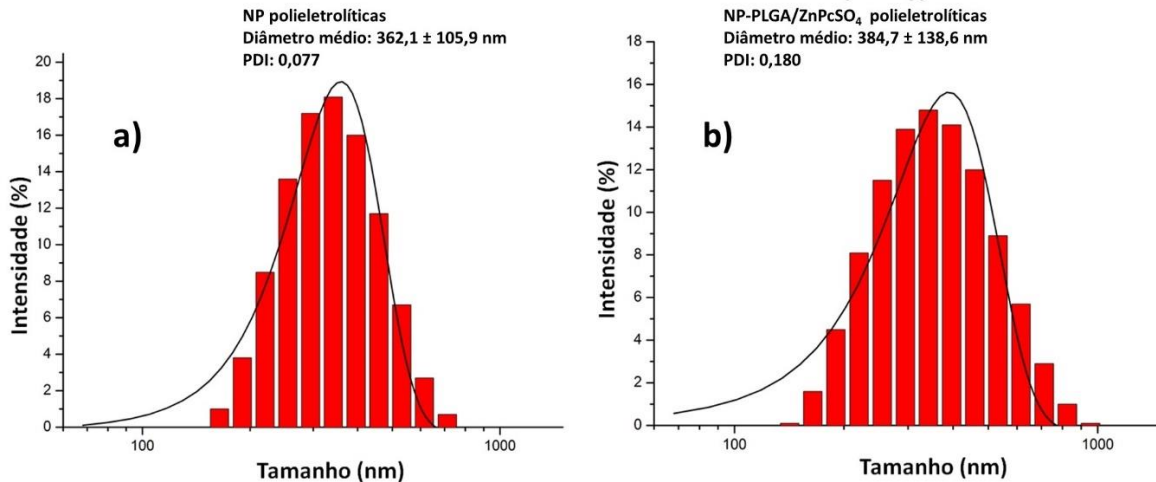 NP polieletrolíticas
Diâmetro médio: 362,1 ± 105,9 nm
PDI: 0,077
20
18
16
14
12
10
8
6
4
2
0
Intensidade (%)
a)
100
1000
Tamanho (nm)
NP-PLGA/ZnPcSO₄ polieletrolíticas
Diâmetro médio: 384,7 ± 138,6 nm
PDI: 0,180
18
16
14
12
10
8
6
4
2
0
Intensidade (%)
b)
100
1000
Tamanho (nm)